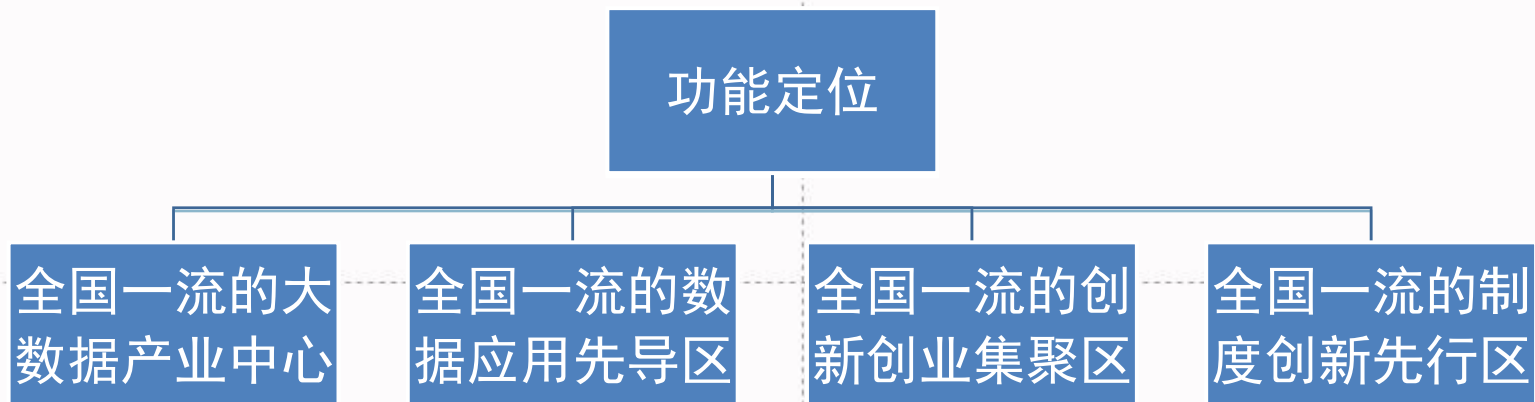 功能定位
全国一流的大
数据产业中心
全国一流的数
据应用先导区
全国一流的创
新创业集聚区
全国一流的制
度创新先行区